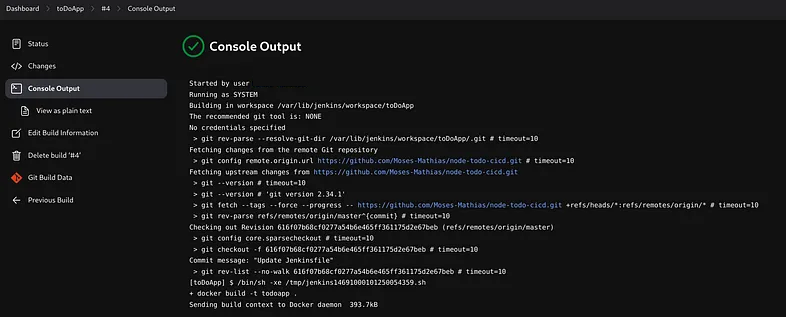 Dashboard > toDoApp > #4 > Console Output
Status
Changes
Console Output
View as plain text
Edit Build Information
Delete build '#4'
Git Build Data
Previous Build
Console Output
Started by user
Running as SYSTEM
Building in workspace /var/lib/jenkins/workspace/toDoApp
The recommended git tool is: NONE
No credentials specified
> git rev-parse --resolve-git-dir /var/lib/jenkins/workspace/toDoApp/.git # timeout=10
Fetching changes from the remote Git repository
> git config remote.origin.url https://github.com/Moses-Mathias/node-todo-cicd.git # timeout=10
Fetching upstream changes from https://github.com/Moses-Mathias/node-todo-cicd.git
> git --version # timeout=10
> git --version # 'git version 2.34.1'
> git fetch --tags --force --progress -- https://github.com/Moses-Mathias/node-todo-cicd.git +refs/heads/*:refs/remotes/origin/* # timeout=10
> git rev-parse refs/remotes/origin/master^{commit} # timeout=10
Checking out Revision 616f07b68cf0277a54b6e465ff361175d2e67beb (refs/remotes/origin/master)
> git config core.sparsecheckout # timeout=10
> git checkout -f 616f07b68cf0277a54b6e465ff361175d2e67beb # timeout=10
Commit message: "Update Jenkinsfile"
> git rev-list --no-walk 616f07b68cf0277a54b6e465ff361175d2e67beb # timeout=10
[toDoApp] $ /bin/sh -xe /tmp/jenkins14691000101250054359.sh
+ docker build -t todoapp .
Sending build context to Docker daemon  393.7kB